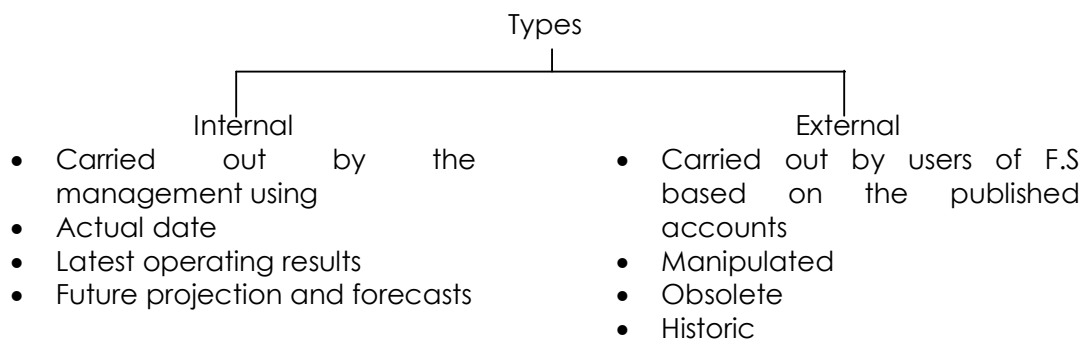 Types
Internal
• Carried out by the
management using
• Actual date
• Latest operating results
• Future projection and forecasts
External
• Carried out by users of F.S
based on the published
accounts
• Manipulated
• Obsolete
• Historic